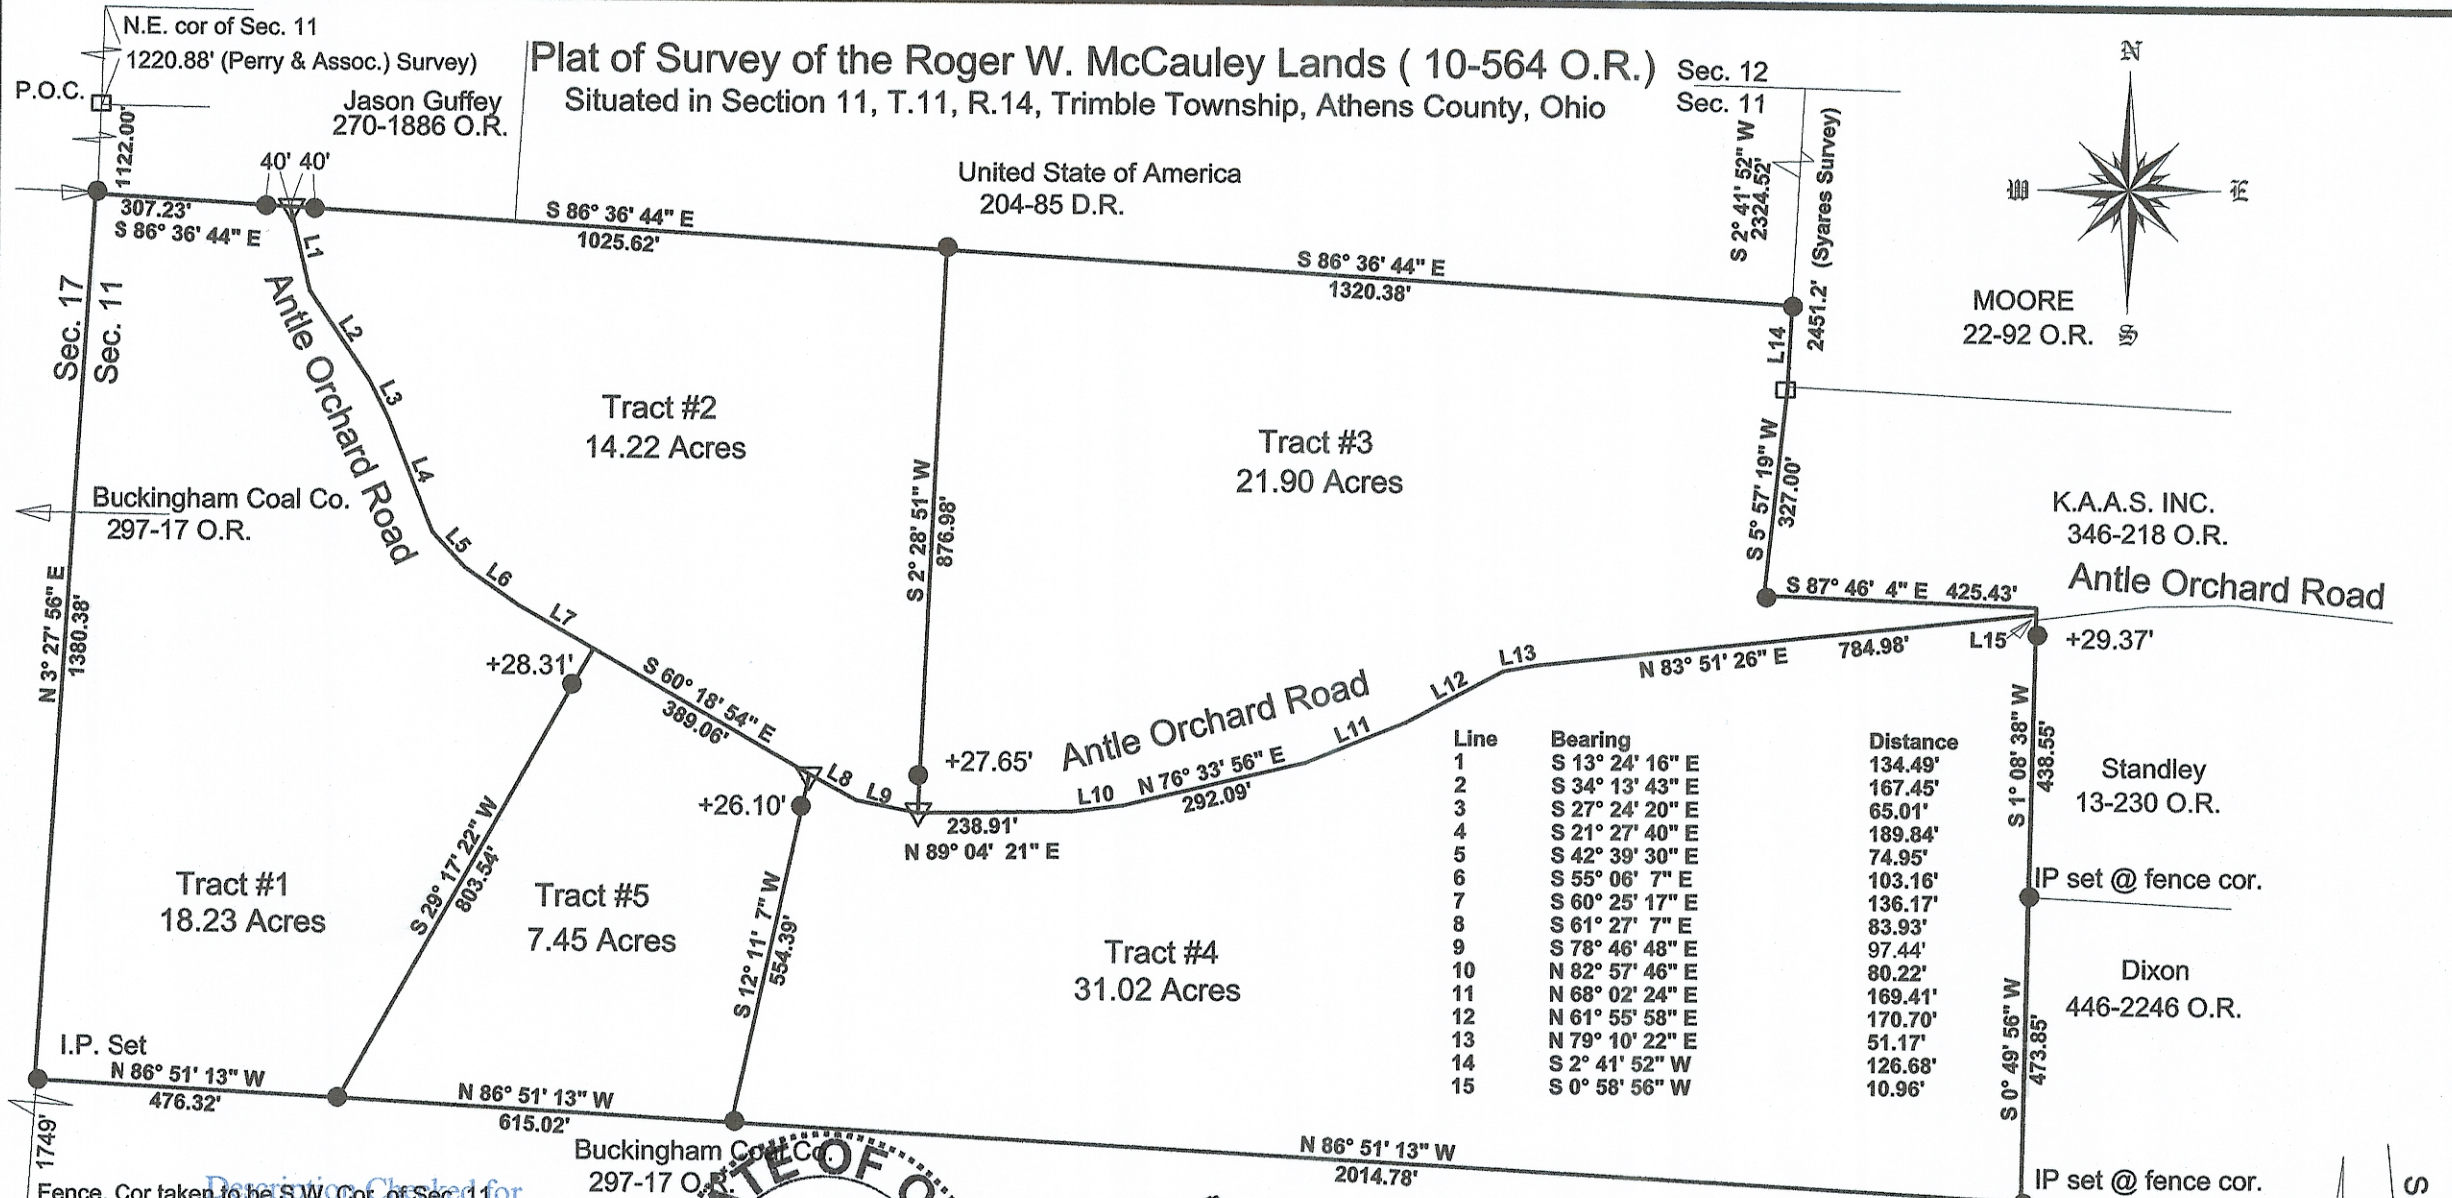 N.E. cor of Sec. 11
1220.88' (Perry & Assoc.) Survey)
P.O.C.
Jason Guffey
270-1886 O.R.
1122.00'
40' 40'
Plat of Survey of the Roger W. McCauley Lands ( 10-564 O.R.)
Situated in Section 11, T.11, R.14, Trimble Township, Athens County, Ohio
Sec. 12
Sec. 11
S 2° 41' 52" W
2324.52'
2451.2' (Syares Survey)
N
W
E
S
United State of America
204-85 D.R.
307.23'
S 86° 36' 44" E
S 86° 36' 44" E
1025.62'
S 86° 36' 44" E
1320.38'
MOORE
22-92 O.R.
L1
L2
L3
L4
L5
L6
L7
Antle Orchard Road
Sec. 17
Sec. 11
L14
Tract #2
14.22 Acres
Tract #3
21.90 Acres
S 2° 28' 51" W
876.98'
S 5° 57' 19" W
327.00'
Buckingham Coal Co.
297-17 O.R.
K.A.A.S. INC.
346-218 O.R.
Antle Orchard Road
S 87° 46' 4" E 425.43'
N 3° 27' 56" E
1380.38'
+28.31'
S 60° 18' 54" E
389.06'
L8
L9
+26.10'
+27.65'
238.91'
N 89° 04' 21" E
Antle Orchard Road
L10
N 76° 33' 56" E
292.09'
L11
L12
L13
N 83° 51' 26" E
784.98'
L15
+29.37'
S 1° 08' 38" W
438.55'
Standley
13-230 O.R.
IP set @ fence cor.
Dixon
446-2246 O.R.
S 0° 49' 56" W
473.85'
Line Bearing Distance
1 S 13° 24' 16" E 134.49'
2 S 34° 13' 43" E 167.45'
3 S 27° 24' 20" E 65.01'
4 S 21° 27' 40" E 189.84'
5 S 42° 39' 30" E 74.95'
6 S 55° 06' 7" E 103.16'
7 S 60° 25' 17" E 136.17'
8 S 61° 27' 7" E 83.93'
9 S 78° 46' 48" E 97.44'
10 N 82° 57' 46" E 80.22'
11 N 68° 02' 24" E 169.41'
12 N 61° 55' 58" E 170.70'
13 N 79° 10' 22" E 51.17'
14 S 2° 41' 52" W 126.68'
15 S 0° 58' 56" W 10.96'
Tract #1
18.23 Acres
S 29° 17' 22" W
803.54'
Tract #5
7.45 Acres
S 12° 11' 7" W
554.39'
Tract #4
31.02 Acres
I.P. Set
N 86° 51' 13" W
476.32'
N 86° 51' 13" W
615.02'
N 86° 51' 13" W
2014.78'
1749'
Buckingham Coal Co.
297-17 O.R.
TE OF O
Description Checked for
Fence. Cor taken to be S.W. Cor. of Sec. 11
IP set @ fence cor.
S